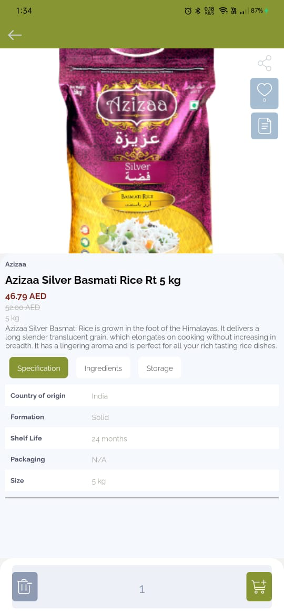 1:34
87%
Azizaa
عزيزة
Silver
فضية
BASMATI RICE
0
Azizaa
Azizaa Silver Basmati Rice Rt 5 kg
46.79 AED
52.00 AED
5 kg
Azizaa Silver Basmati Rice is grown in the foot of the Himalayas. It delivers a
long slender translucent grain, which elongates on cooking without increasing in
breadth. It has a lingering aroma and is perfect for all your rich tasting rice dishes.
Specification Ingredients Storage
Country of origin India
Formation Solid
Shelf Life 24 months
Packaging N/A
Size 5 kg
1